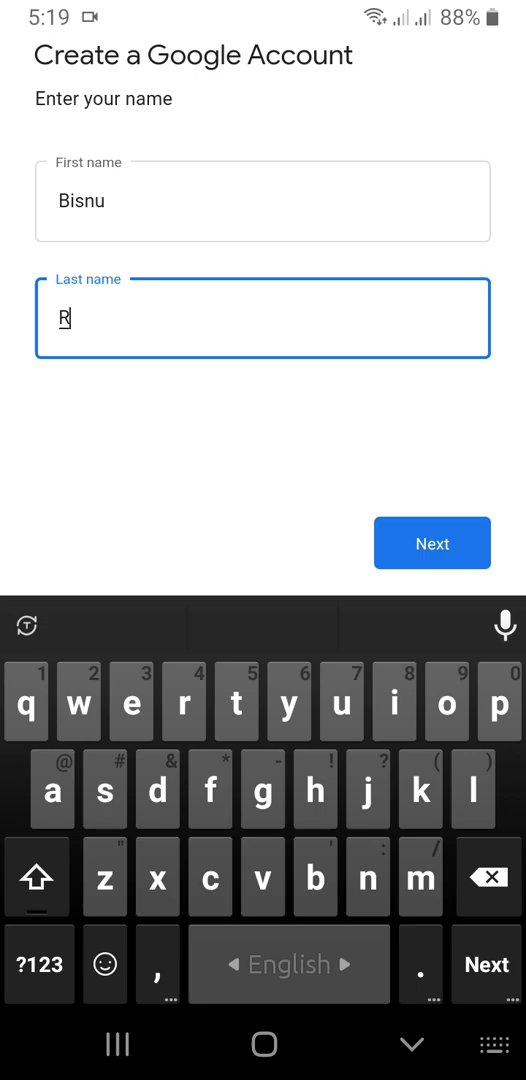 5:19 88%
Create a Google Account
Enter your name
First name
Bisnu
Last name
R
Next
1 2 3 4 5 6 7 8 9 0
q w e r t y u i o p
@ # & * - ! ? ( )
a s d f g h j k l
" ' : /
z x c v b n m
?123 , English . Next